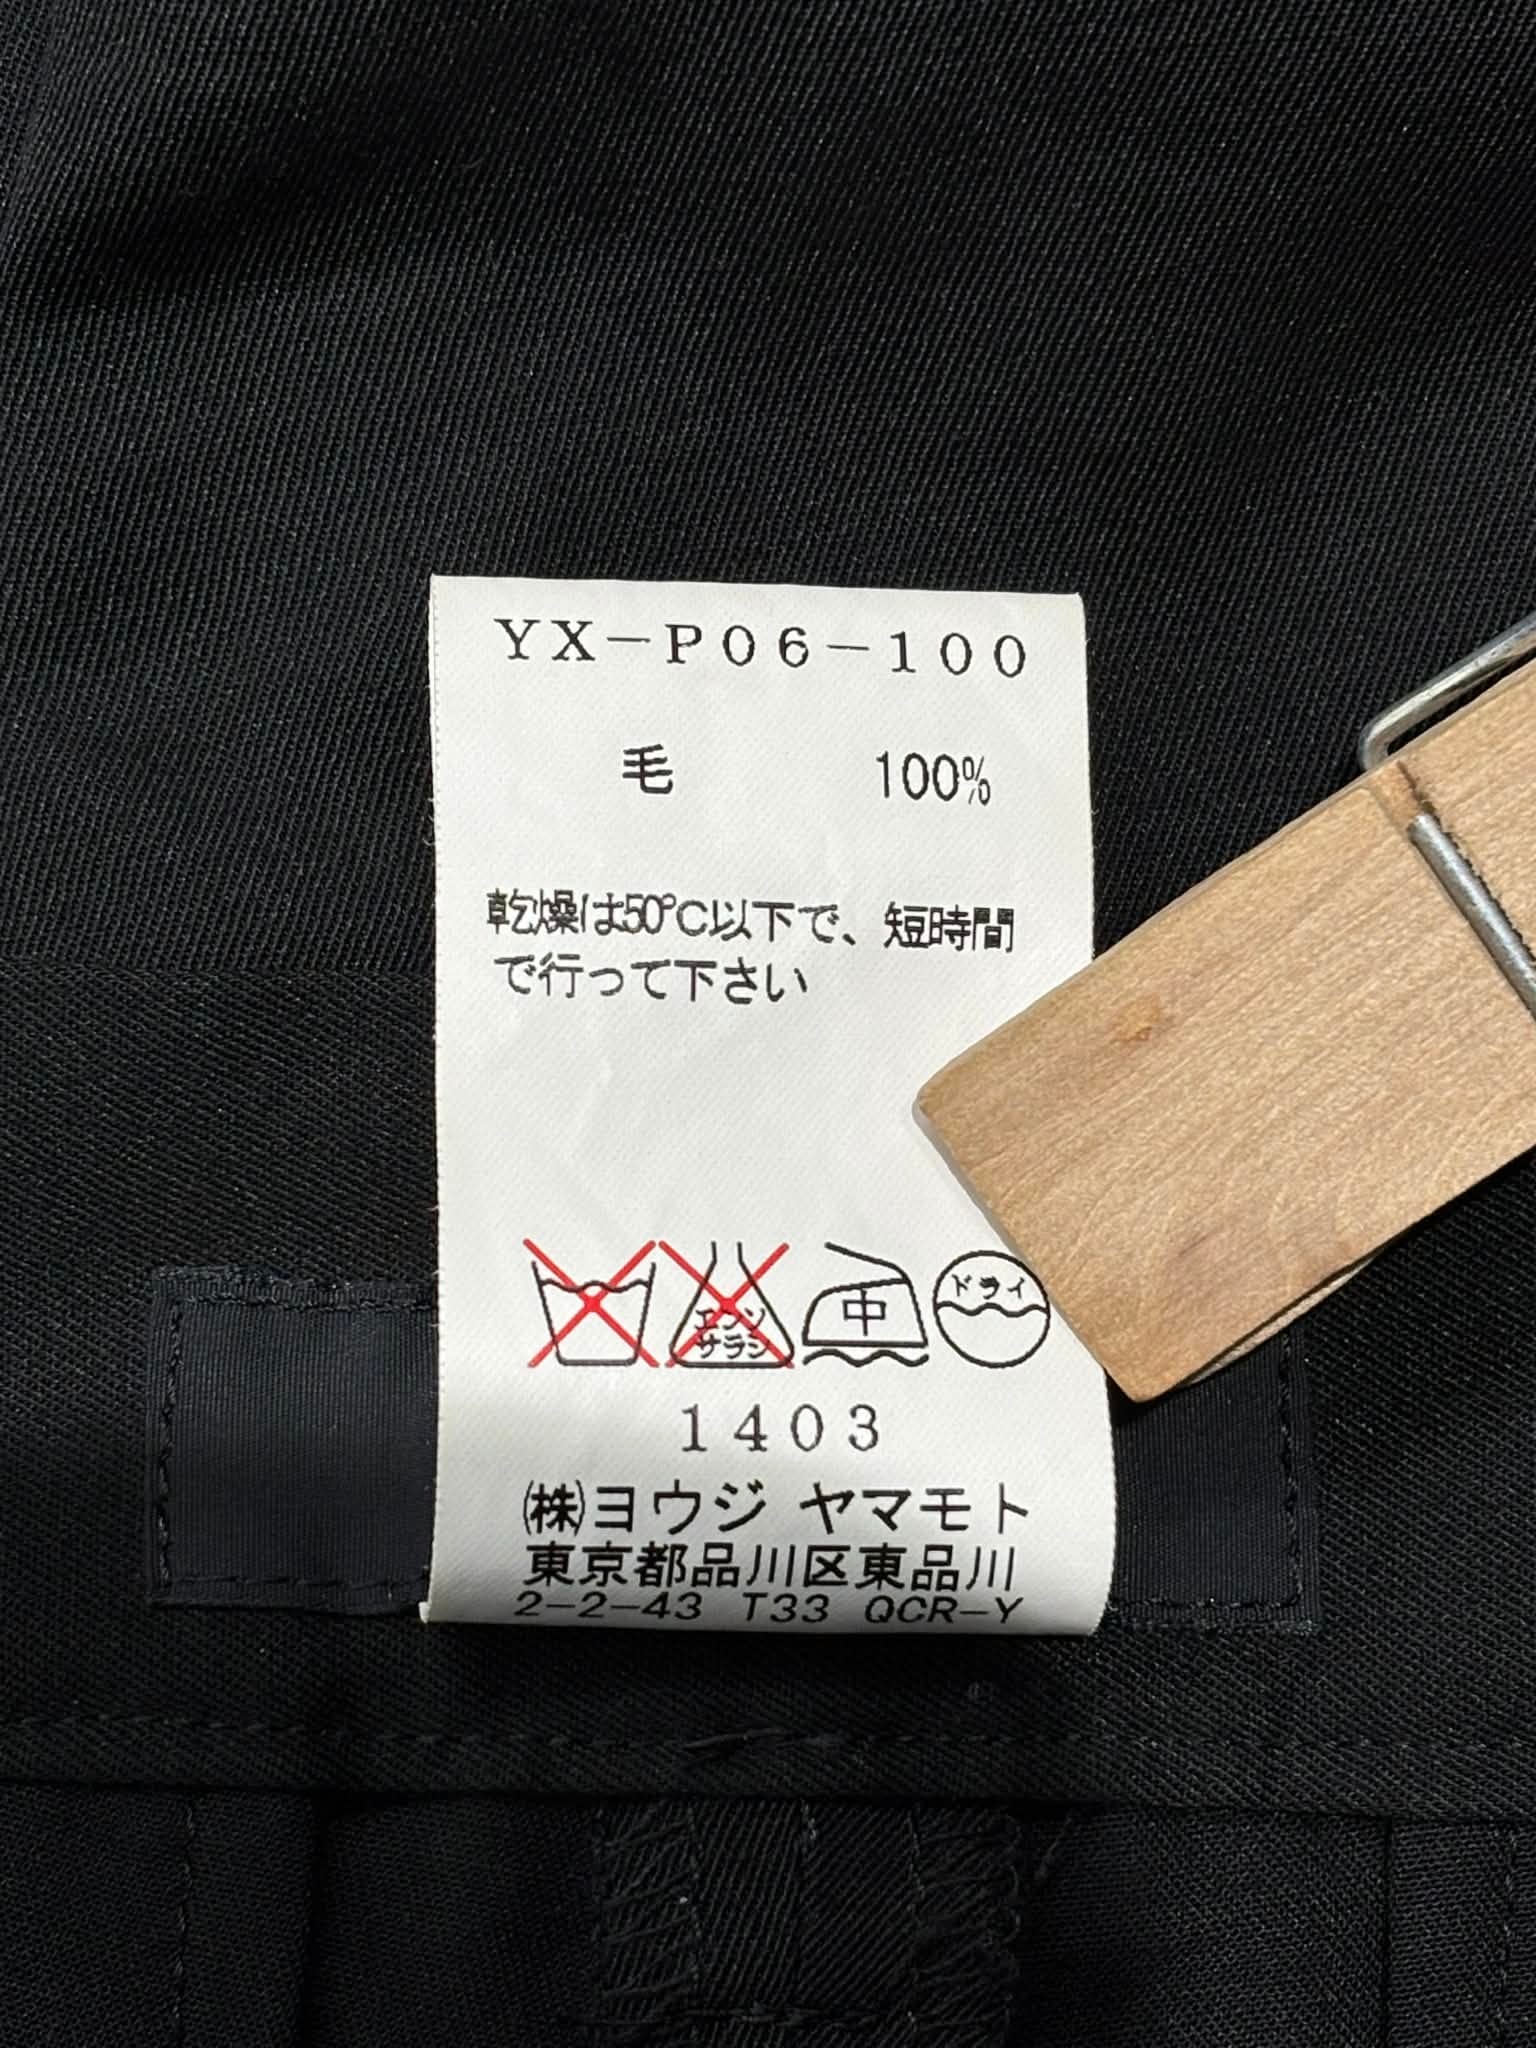 YX-P06-100
毛 100%
乾燥は50℃以下で、短時間
で行って下さい
エンソ
サラシ
中
ドライ
1403
㈱ヨウジ ヤマモト
東京都品川区東品川
2-2-43 T33 QCR-Y